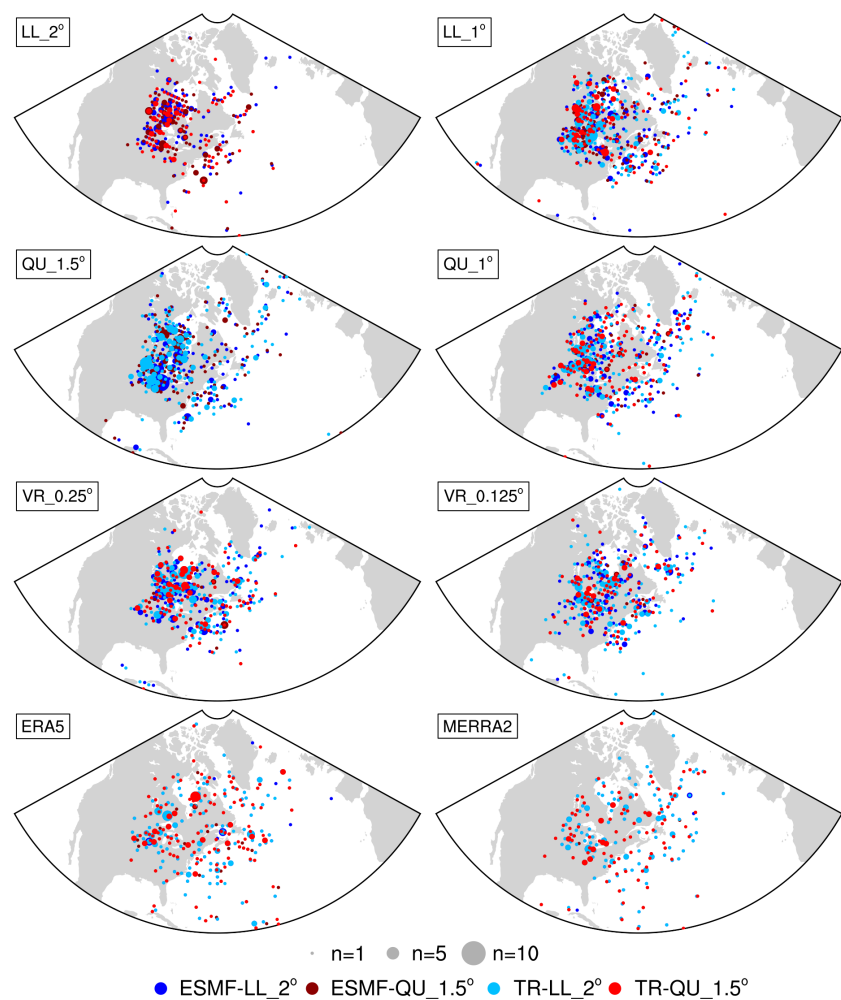 LL_2° LL_1°
QU_1.5° QU_1°
VR_0.25° VR_0.125°
ERA5 MERRA2
n=1 n=5 n=10
ESMF-LL_2° ESMF-QU_1.5° TR-LL_2° TR-QU_1.5°